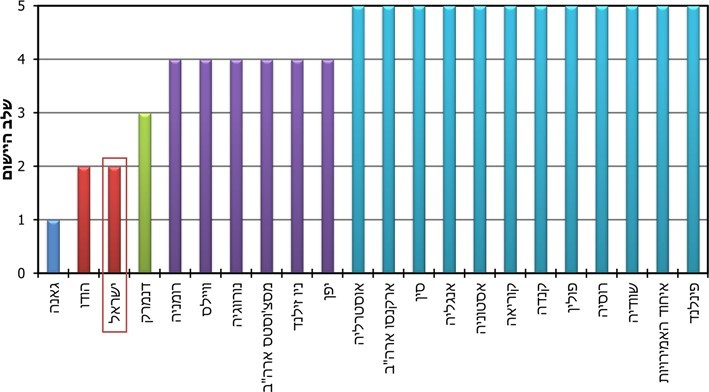 שלב היישום
5
4
3
2
1
0
גאנה
הודו
ישראל
דנמרק
רומניה
וויילס
נורווגיה
מסצ'וסטס ארה"ב
ניו זילנד
יפן
אוסטרליה
ארקנסו ארה"ב
סין
אנגליה
אסטוניה
קוריאה
קנדה
פולין
רוסיה
שוודיה
איחוד האמירויות
פינלנד